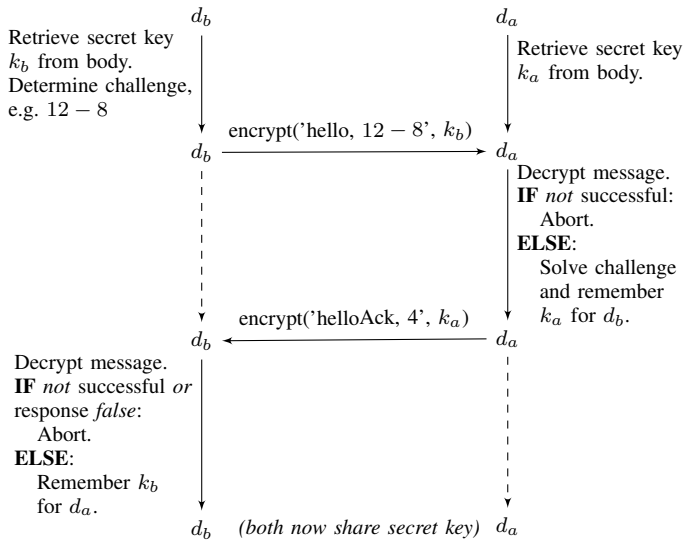 d_b
d_a
Retrieve secret key
k_b from body.
Determine challenge,
e.g. 12 − 8
Retrieve secret key
k_a from body.
encrypt('hello, 12 − 8', k_b)
d_b
d_a
Decrypt message.
IF not successful:
Abort.
ELSE:
Solve challenge
and remember
k_a for d_b.
encrypt('helloAck, 4', k_a)
d_b
d_a
Decrypt message.
IF not successful or
response false:
Abort.
ELSE:
Remember k_b
for d_a.
d_b (both now share secret key) d_a